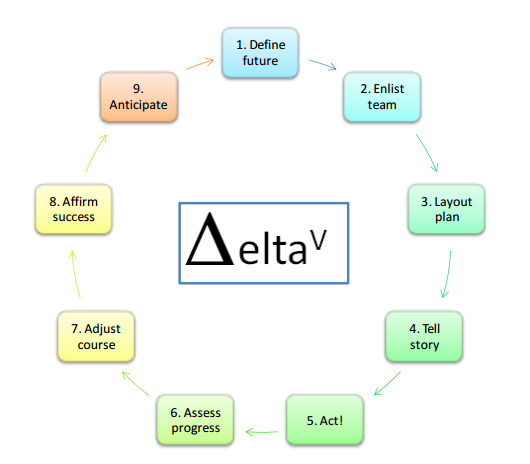 1. Define
future
2. Enlist
team
3. Layout
plan
4. Tell
story
5. Act!
6. Assess
progress
7. Adjust
course
8. Affirm
success
9.
Anticipate
Δelta^V